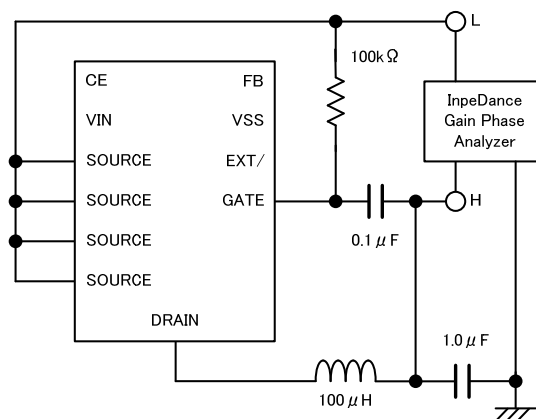 L
100kΩ
CE FB
VIN VSS
SOURCE EXT/
SOURCE GATE
SOURCE
SOURCE
DRAIN
InpeDance
Gain Phase
Analyzer
H
0.1μF
1.0μF
100μH